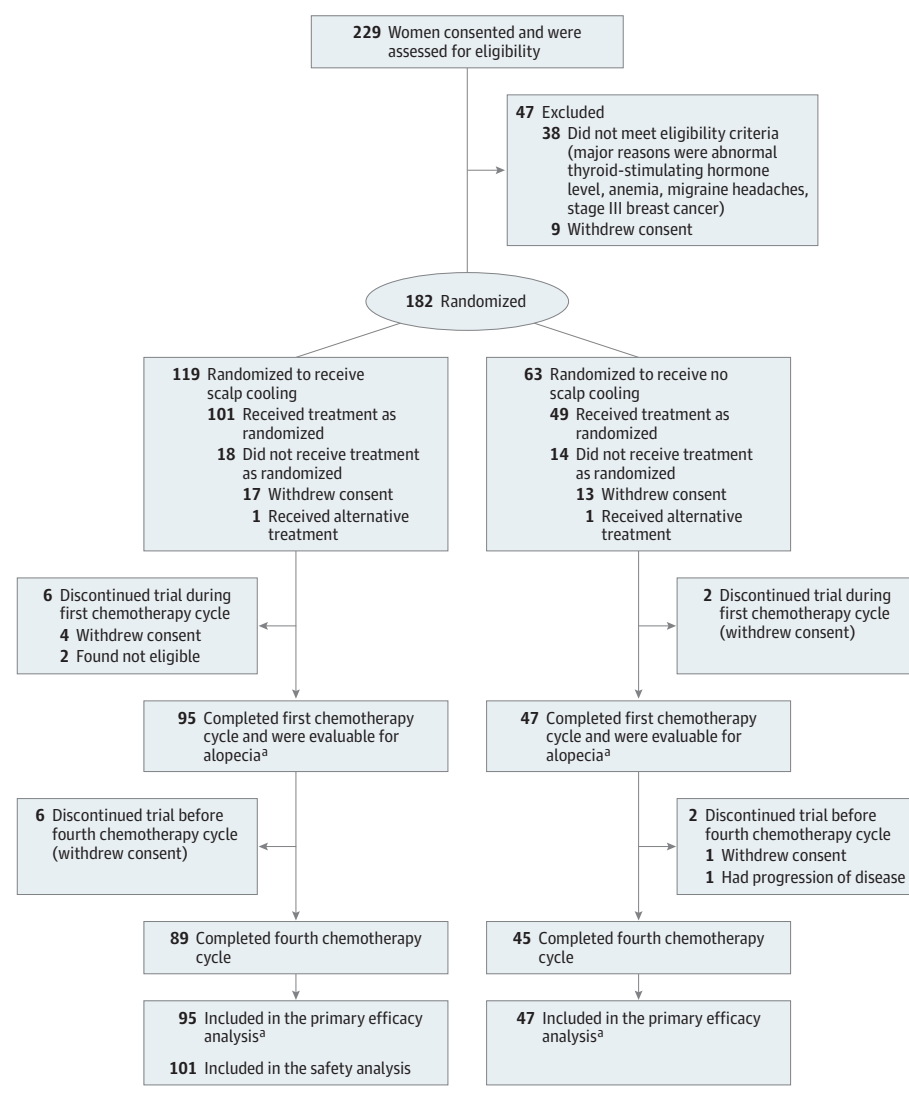 229 Women consented and were
assessed for eligibility
47 Excluded
38 Did not meet eligibility criteria
(major reasons were abnormal
thyroid-stimulating hormone
level, anemia, migraine headaches,
stage III breast cancer)
9 Withdrew consent
182 Randomized
119 Randomized to receive
scalp cooling
101 Received treatment as
randomized
18 Did not receive treatment
as randomized
17 Withdrew consent
1 Received alternative
treatment
63 Randomized to receive no
scalp cooling
49 Received treatment as
randomized
14 Did not receive treatment
as randomized
13 Withdrew consent
1 Received alternative
treatment
6 Discontinued trial during
first chemotherapy cycle
4 Withdrew consent
2 Found not eligible
2 Discontinued trial during
first chemotherapy cycle
(withdrew consent)
95 Completed first chemotherapy
cycle and were evaluable for
alopeciaᵃ
47 Completed first chemotherapy
cycle and were evaluable for
alopeciaᵃ
6 Discontinued trial before
fourth chemotherapy cycle
(withdrew consent)
2 Discontinued trial before
fourth chemotherapy cycle
1 Withdrew consent
1 Had progression of disease
89 Completed fourth chemotherapy
cycle
45 Completed fourth chemotherapy
cycle
95 Included in the primary efficacy
analysisᵃ
101 Included in the safety analysis
47 Included in the primary efficacy
analysisᵃ